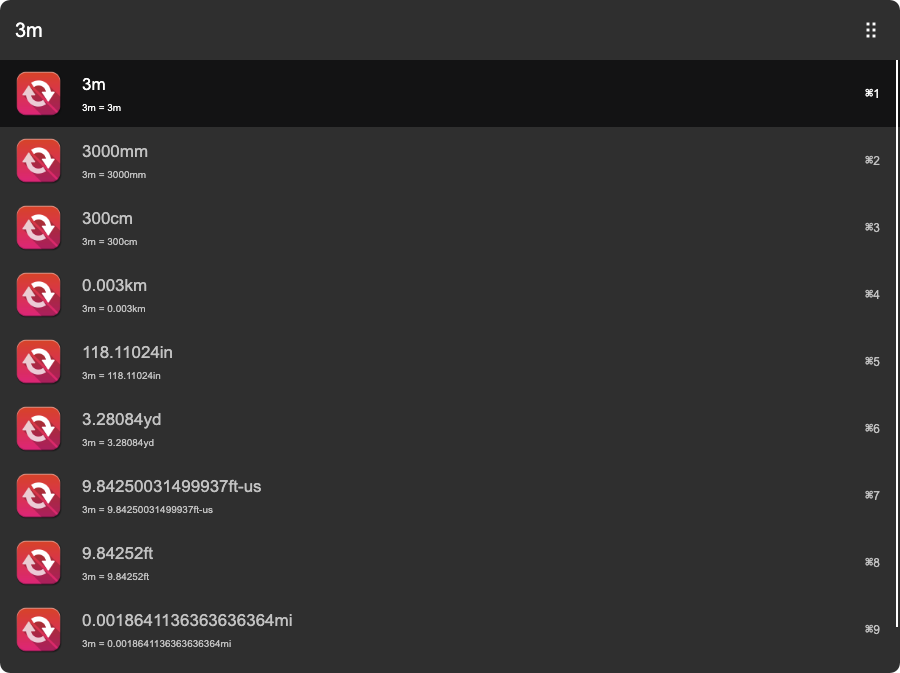 3m
3m
3m = 3m
⌘1
3000mm
3m = 3000mm
⌘2
300cm
3m = 300cm
⌘3
0.003km
3m = 0.003km
⌘4
118.11024in
3m = 118.11024in
⌘5
3.28084yd
3m = 3.28084yd
⌘6
9.84250031499937ft-us
3m = 9.84250031499937ft-us
⌘7
9.84252ft
3m = 9.84252ft
⌘8
0.0018641136363636364mi
3m = 0.0018641136363636364mi
⌘9